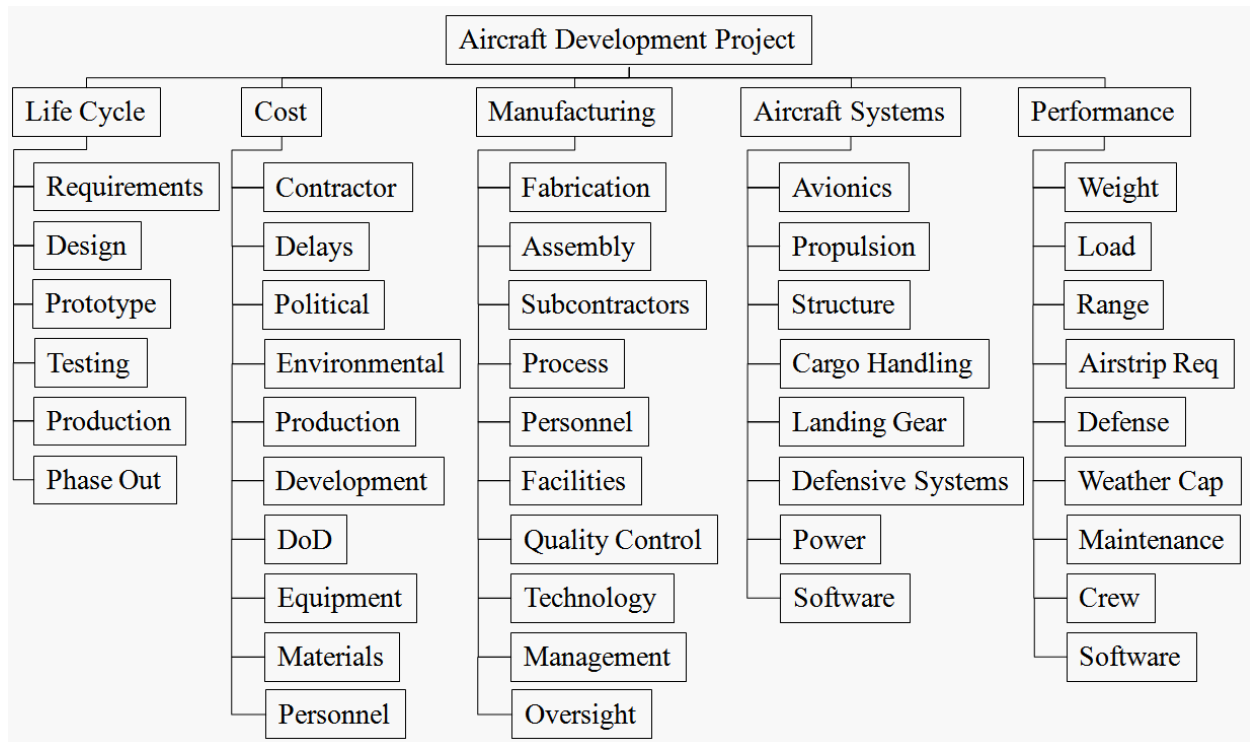 Aircraft Development Project
Life Cycle
Requirements
Design
Prototype
Testing
Production
Phase Out
Cost
Contractor
Delays
Political
Environmental
Production
Development
DoD
Equipment
Materials
Personnel
Manufacturing
Fabrication
Assembly
Subcontractors
Process
Personnel
Facilities
Quality Control
Technology
Management
Oversight
Aircraft Systems
Avionics
Propulsion
Structure
Cargo Handling
Landing Gear
Defensive Systems
Power
Software
Performance
Weight
Load
Range
Airstrip Req
Defense
Weather Cap
Maintenance
Crew
Software